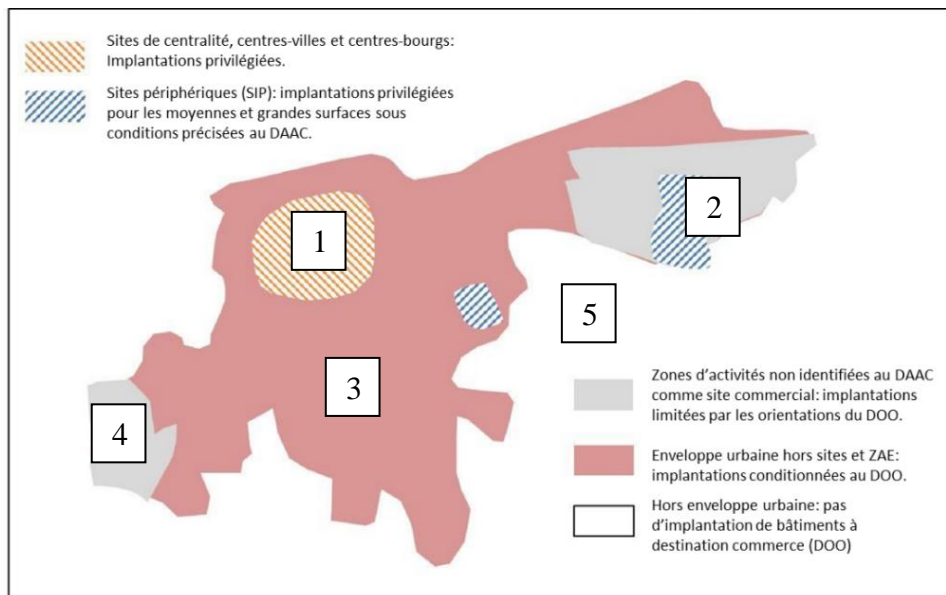 Sites de centralité, centres-villes et centres-bourgs:
Implantations privilégiées.
Sites périphériques (SIP): implantations privilégiées
pour les moyennes et grandes surfaces sous
conditions précisées au DAAC.
1
2
5
3
4
Zones d'activités non identifiées au DAAC
comme site commercial: implantations
limitées par les orientations du DOO.
Enveloppe urbaine hors sites et ZAE:
implantations conditionnées au DOO.
Hors enveloppe urbaine: pas
d'implantation de bâtiments à
destination commerce (DOO)